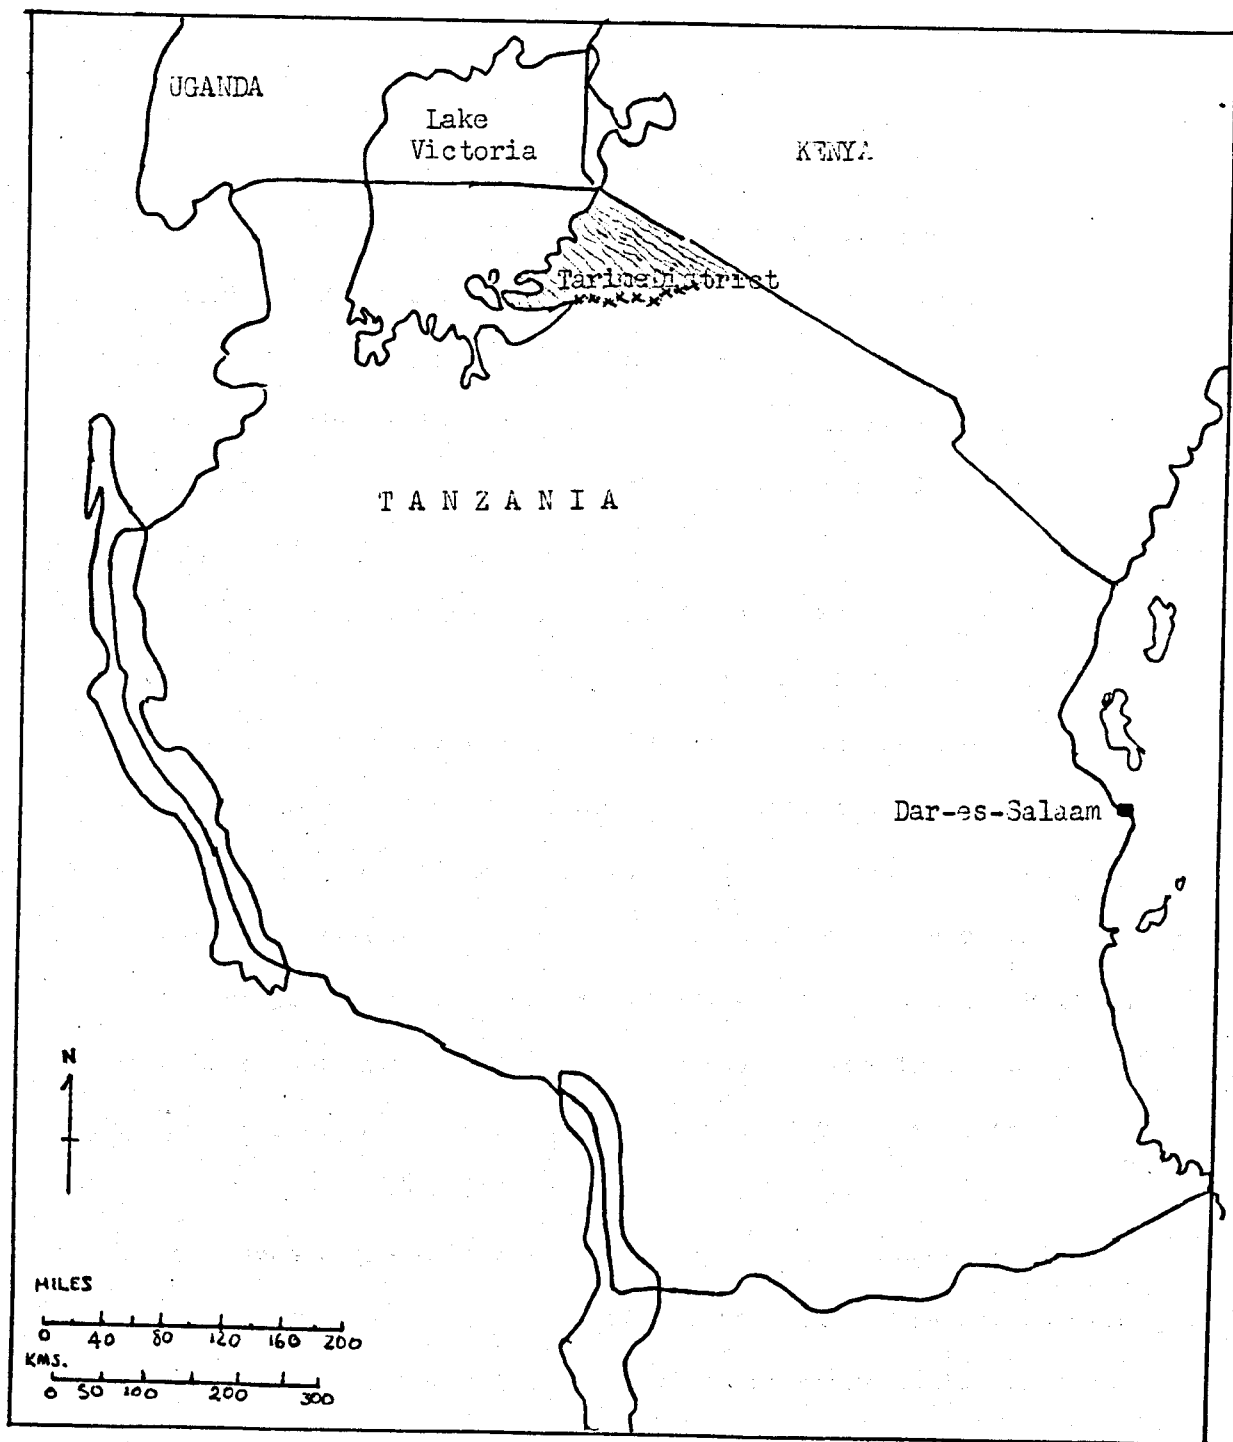 UGANDA
Lake
Victoria
KENYA
Tarime District
T A N Z A N I A
Dar-es-Salaam
N
MILES
0 40 80 120 160 200
KMS.
0 50 100 200 300